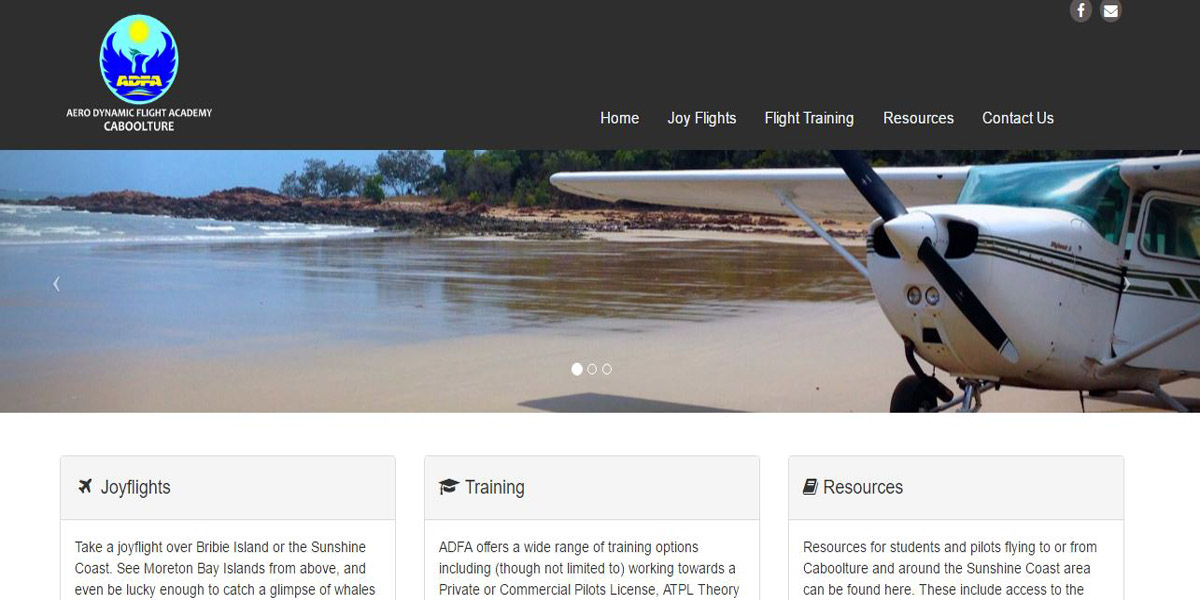 ADFA
AERO DYNAMIC FLIGHT ACADEMY
CABOOLTURE
Home Joy Flights Flight Training Resources Contact Us
Joyflights
Take a joyflight over Bribie Island or the Sunshine
Coast. See Moreton Bay Islands from above, and
even be lucky enough to catch a glimpse of whales
Training
ADFA offers a wide range of training options
including (though not limited to) working towards a
Private or Commercial Pilots License, ATPL Theory
Resources
Resources for students and pilots flying to or from
Caboolture and around the Sunshine Coast area
can be found here. These include access to the